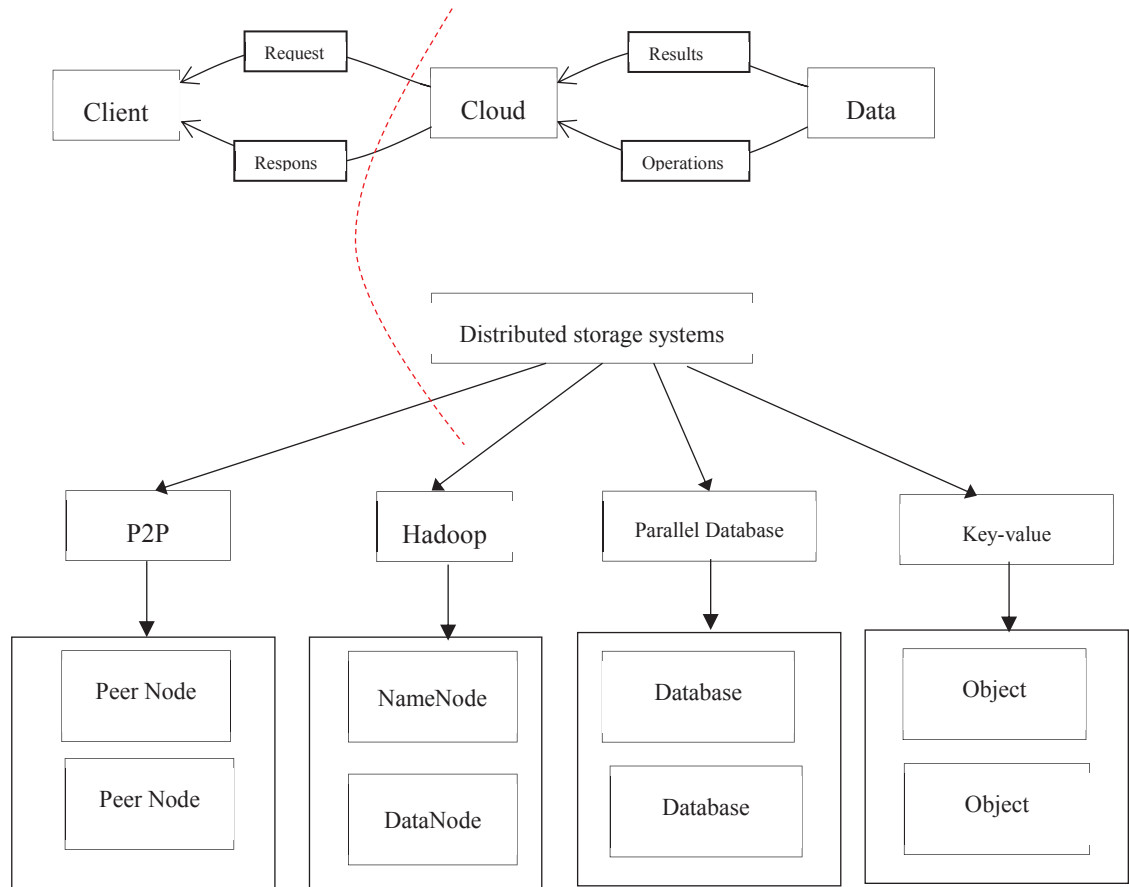 Request
Results
Client
Cloud
Data
Respons
Operations
Distributed storage systems
P2P
Hadoop
Parallel Database
Key-value
Peer Node
NameNode
Database
Object
Peer Node
DataNode
Database
Object